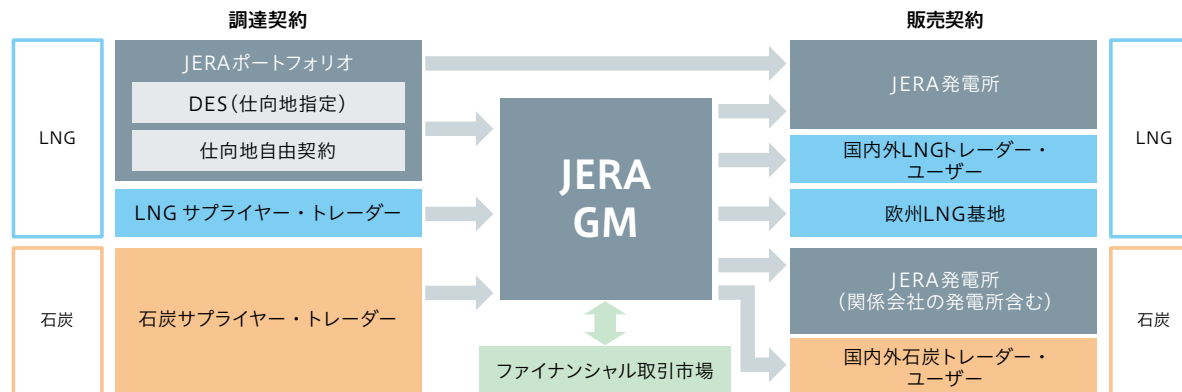 調達契約
販売契約
LNG
JERAポートフォリオ
DES(仕向地指定)
仕向地自由契約
LNG サプライヤー・トレーダー
石炭
石炭サプライヤー・トレーダー
JERA
GM
ファイナンシャル取引市場
JERA発電所
国内外LNGトレーダー・
ユーザー
欧州LNG基地
LNG
JERA発電所
(関係会社の発電所含む)
国内外石炭トレーダー・
ユーザー
石炭